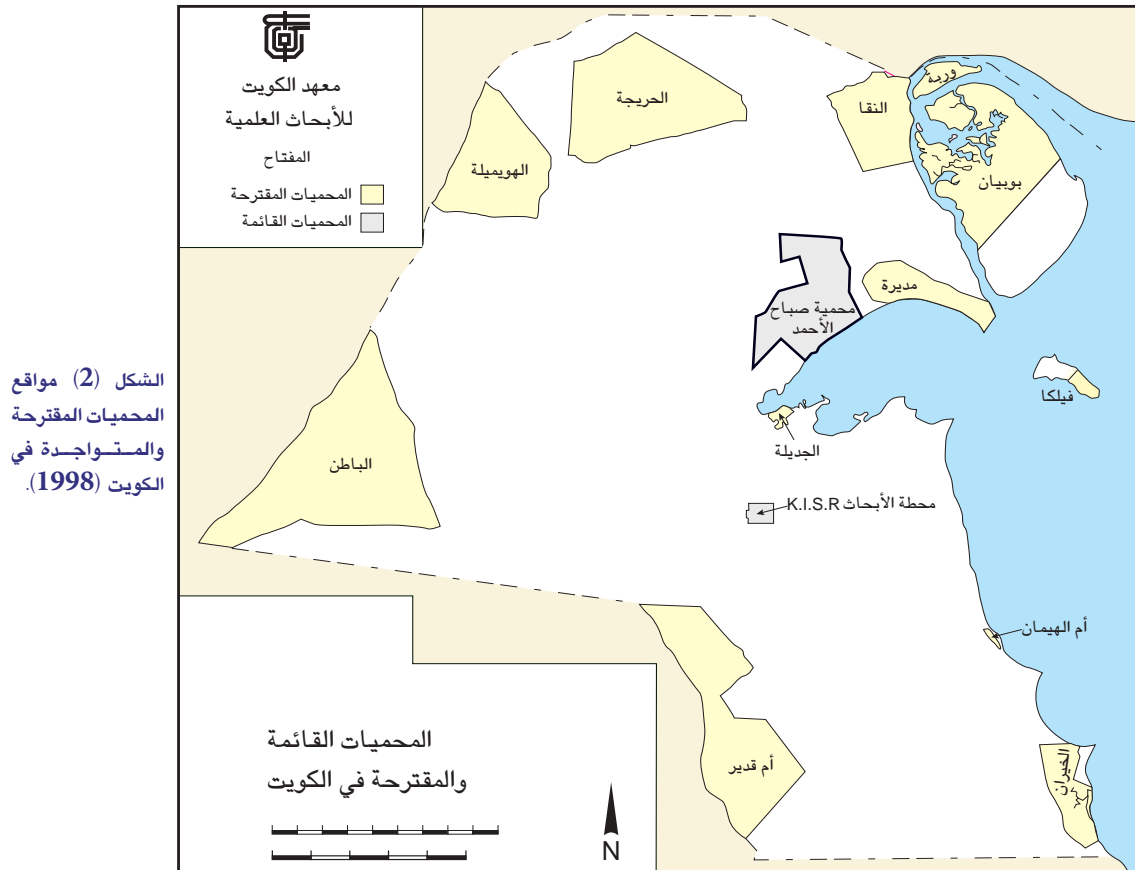 معهد الكويت
للأبحاث العلمية
المفتاح
المحميات المقترحة
المحميات القائمة
الحريجة
النقا
وربة
الهويميلة
بوبيان
مديرة
محمية صباح
الأحمد
فيلكا
الجديلة
الباطن
محطة الأبحاث K.I.S.R
أم الهيمان
أم قدير
الخيران
المحميات القائمة
والمقترحة في الكويت
N
الشكل (2) مواقع
المحميات المقترحة
والمـتـواجـدة في
الكويت (1998).